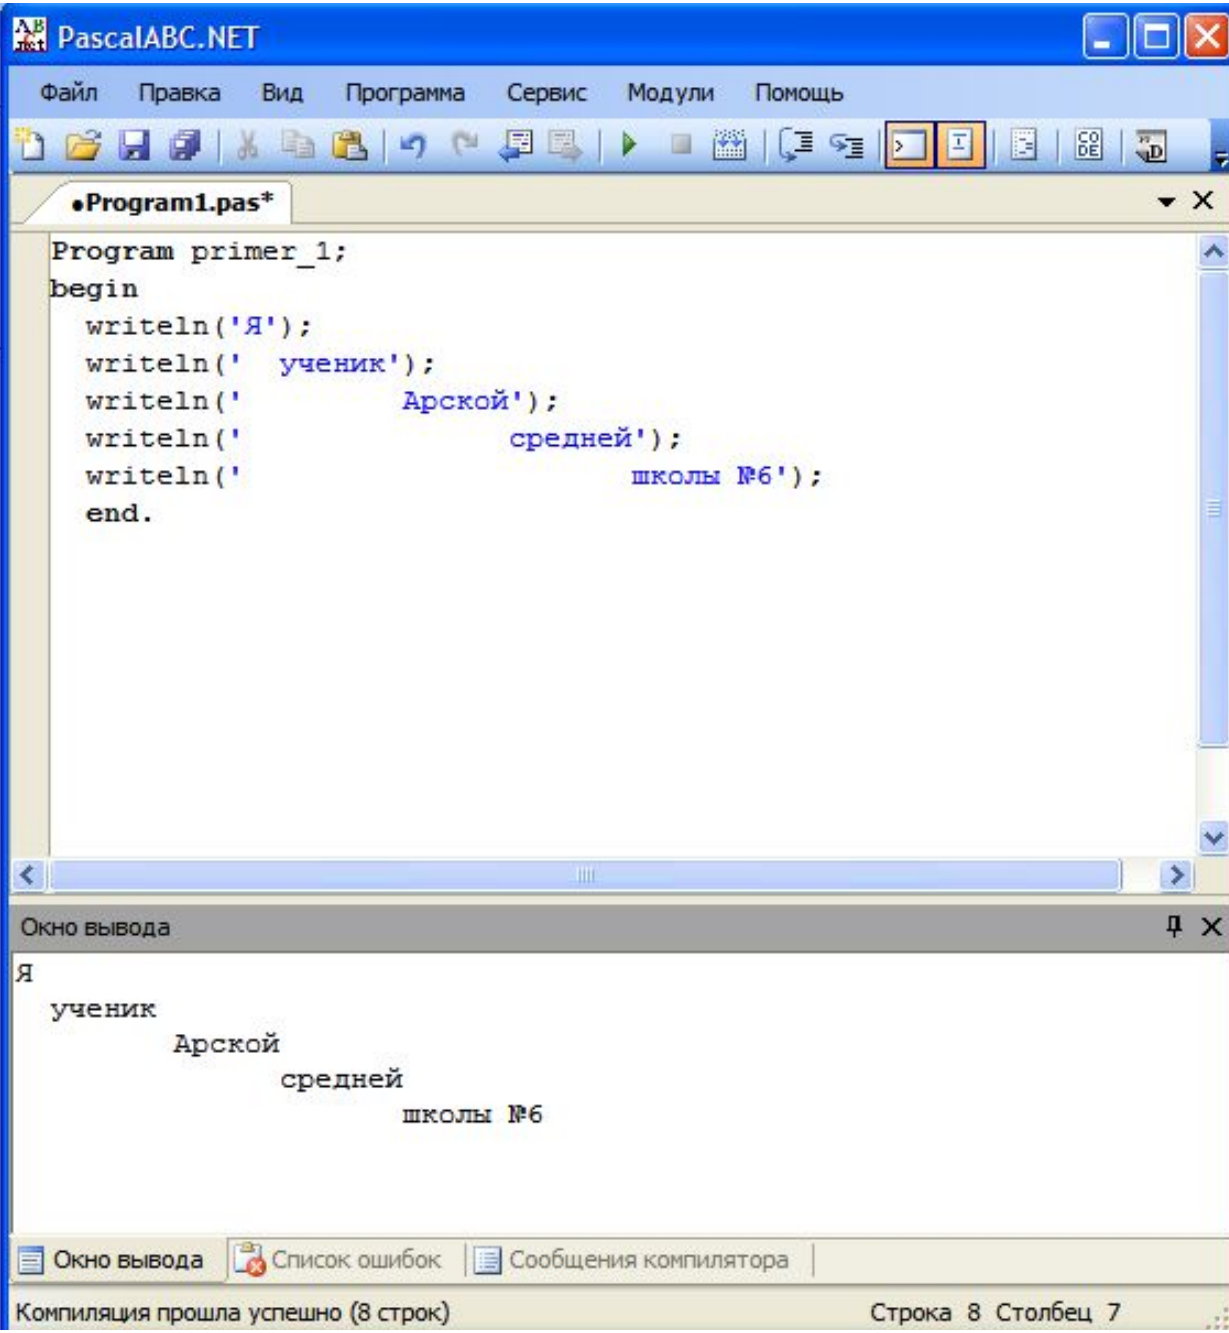 PascalABC.NET
Файл Правка Вид Программа Сервис Модули Помощь
•Program1.pas*
Program primer_1;
begin
  writeln('Я');
  writeln('  ученик');
  writeln('         Арской');
  writeln('               средней');
  writeln('                      школы №6');
  end.
Окно вывода
Я
  ученик
         Арской
               средней
                      школы №6
Окно вывода Список ошибок Сообщения компилятора
Компиляция прошла успешно (8 строк) Строка 8 Столбец 7